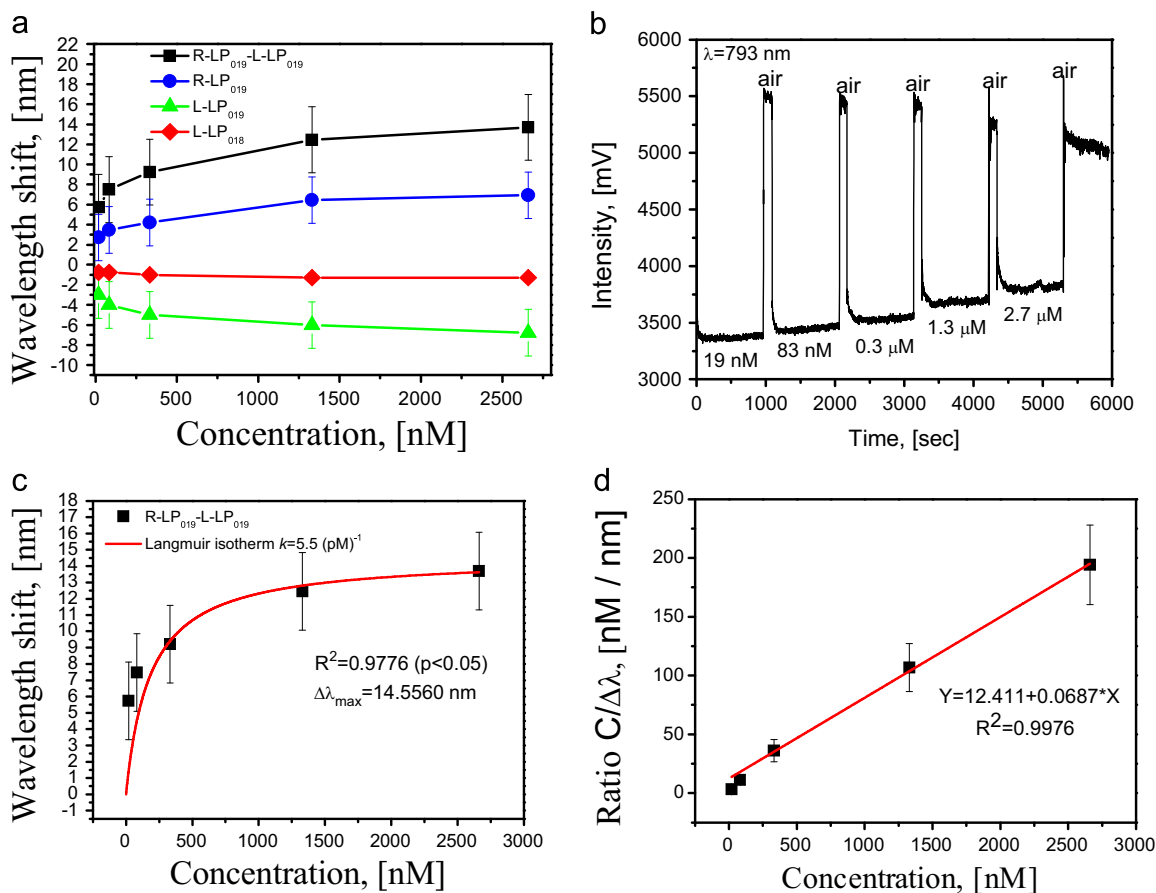 a
22
20
18
16
14
12
10
8
6
4
2
0
-2
-4
-6
-8
-10
Wavelength shift, [nm]
R-LP019-L-LP019
R-LP019
L-LP019
L-LP018
0 500 1000 1500 2000 2500
Concentration, [nM]
b
6000
5500
5000
4500
4000
3500
3000
Intensity, [mV]
λ=793 nm
air air air air air
19 nM
83 nM
0.3 µM
1.3 µM
2.7 µM
0 1000 2000 3000 4000 5000 6000
Time, [sec]
c
18
17
16
15
14
13
12
11
10
9
8
7
6
5
4
3
2
1
0
-1
Wavelength shift, [nm]
R-LP019-L-LP019
Langmuir isotherm k=5.5 (pM)-1
R2=0.9776 (p<0.05)
Δλmax=14.5560 nm
0 500 1000 1500 2000 2500 3000
Concentration, [nM]
d
250
200
150
100
50
0
Ratio C/Δλ, [nM / nm]
Y=12.411+0.0687*X
R2=0.9976
0 500 1000 1500 2000 2500 3000
Concentration, [nM]